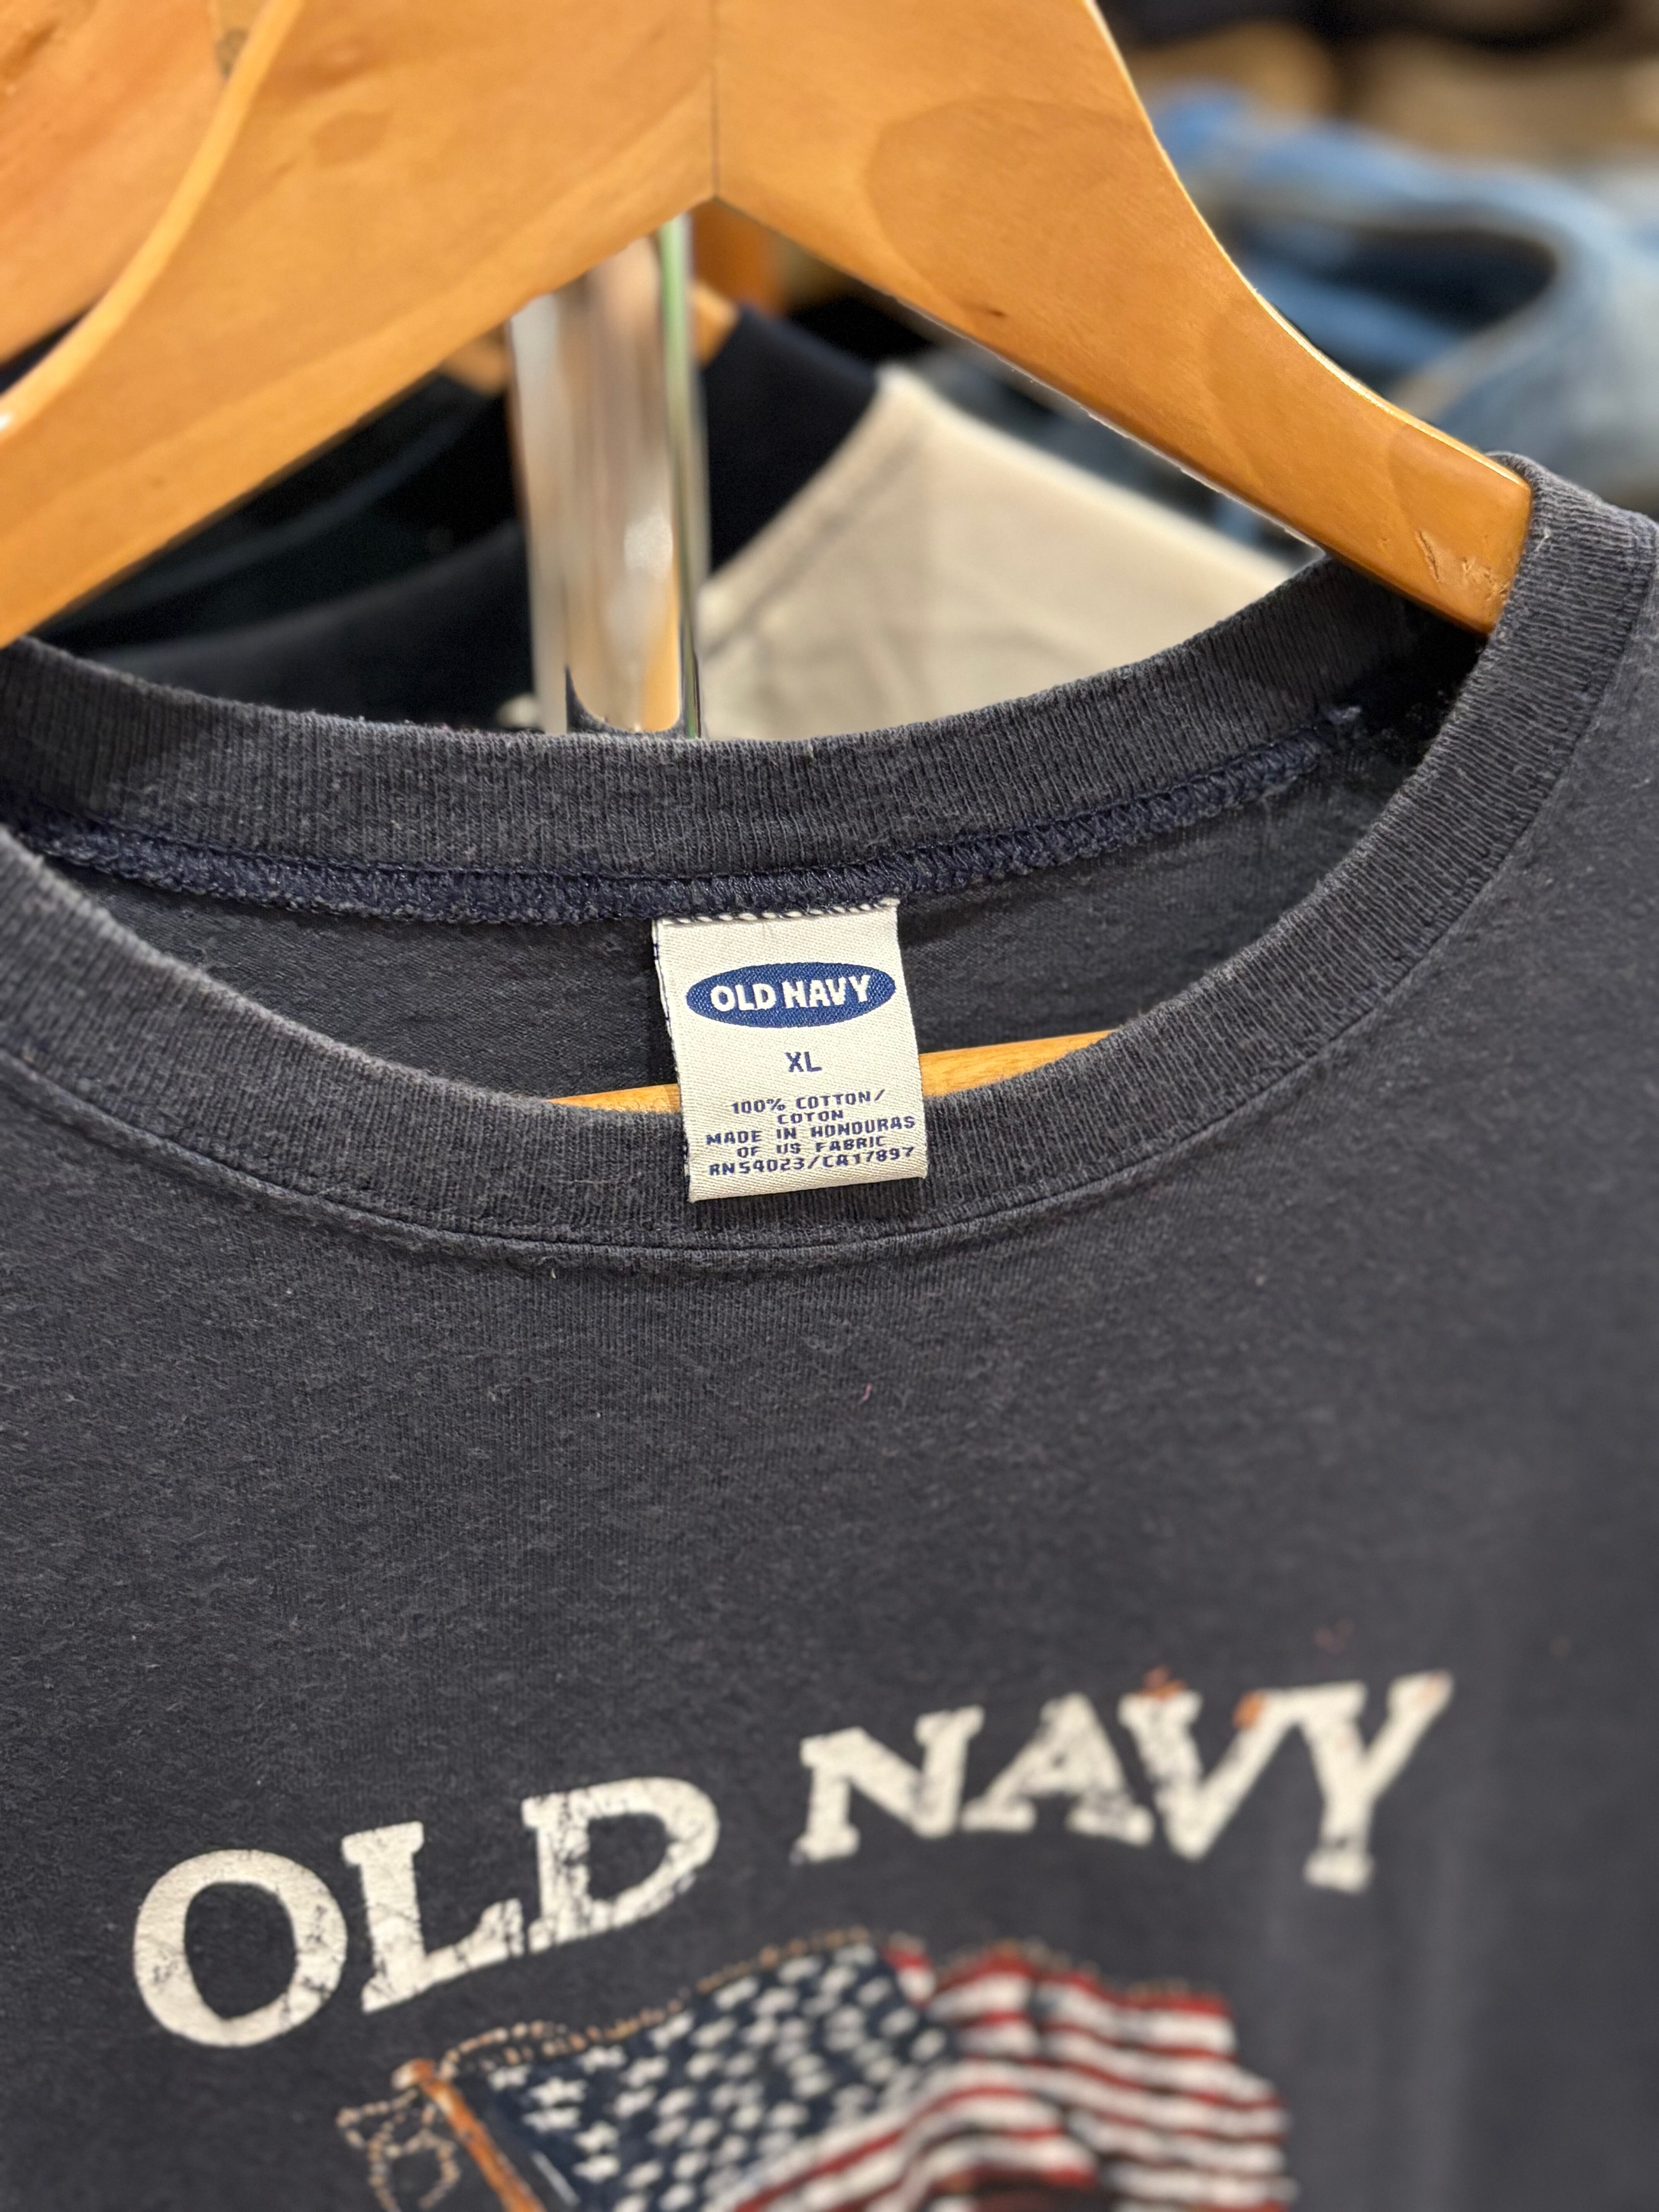 OLD NAVY
XL
100% COTTON/
COTON
MADE IN HONDURAS
OF US FABRIC
RN54023/CA17897
OLD NAVY